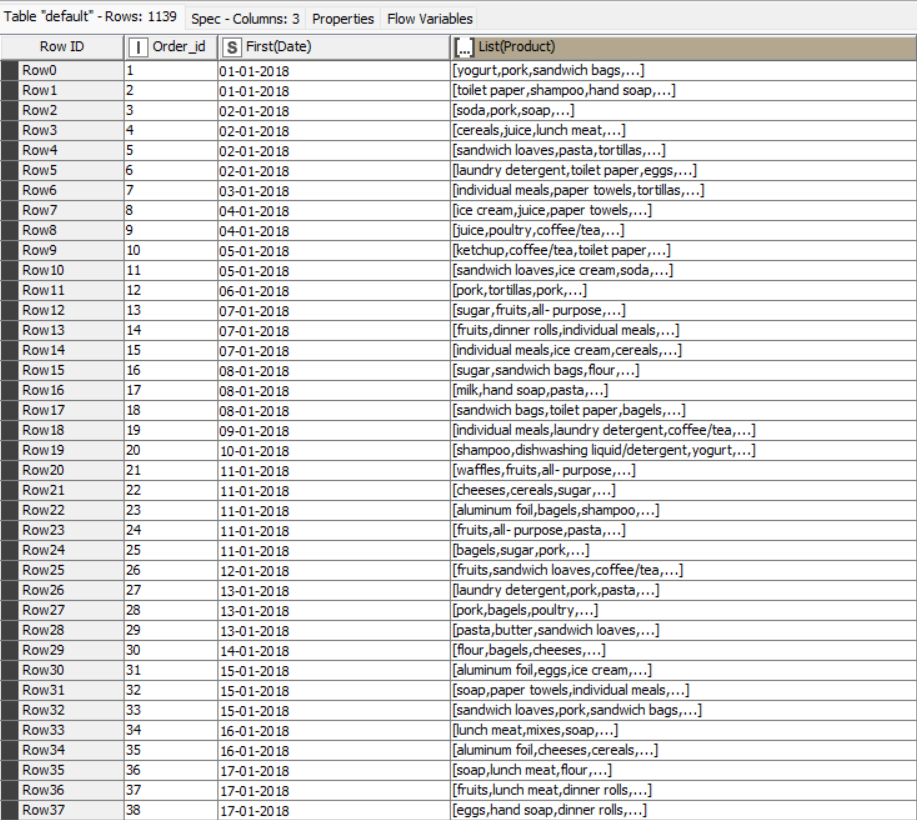 Table "default" - Rows: 1139 Spec - Columns: 3 Properties Flow Variables
Row ID I Order_id S First(Date) [...] List(Product)
Row0 1 01-01-2018 [yogurt,pork,sandwich bags,...]
Row1 2 01-01-2018 [toilet paper,shampoo,hand soap,...]
Row2 3 02-01-2018 [soda,pork,soap,...]
Row3 4 02-01-2018 [cereals,juice,lunch meat,...]
Row4 5 02-01-2018 [sandwich loaves,pasta,tortillas,...]
Row5 6 02-01-2018 [laundry detergent,toilet paper,eggs,...]
Row6 7 03-01-2018 [individual meals,paper towels,tortillas,...]
Row7 8 04-01-2018 [ice cream,juice,paper towels,...]
Row8 9 04-01-2018 [juice,poultry,coffee/tea,...]
Row9 10 05-01-2018 [ketchup,coffee/tea,toilet paper,...]
Row10 11 05-01-2018 [sandwich loaves,ice cream,soda,...]
Row11 12 06-01-2018 [pork,tortillas,pork,...]
Row12 13 07-01-2018 [sugar,fruits,all- purpose,...]
Row13 14 07-01-2018 [fruits,dinner rolls,individual meals,...]
Row14 15 07-01-2018 [individual meals,ice cream,cereals,...]
Row15 16 08-01-2018 [sugar,sandwich bags,flour,...]
Row16 17 08-01-2018 [milk,hand soap,pasta,...]
Row17 18 08-01-2018 [sandwich bags,toilet paper,bagels,...]
Row18 19 09-01-2018 [individual meals,laundry detergent,coffee/tea,...]
Row19 20 10-01-2018 [shampoo,dishwashing liquid/detergent,yogurt,...]
Row20 21 11-01-2018 [waffles,fruits,all- purpose,...]
Row21 22 11-01-2018 [cheeses,cereals,sugar,...]
Row22 23 11-01-2018 [aluminum foil,bagels,shampoo,...]
Row23 24 11-01-2018 [fruits,all- purpose,pasta,...]
Row24 25 11-01-2018 [bagels,sugar,pork,...]
Row25 26 12-01-2018 [fruits,sandwich loaves,coffee/tea,...]
Row26 27 13-01-2018 [laundry detergent,pork,pasta,...]
Row27 28 13-01-2018 [pork,bagels,poultry,...]
Row28 29 13-01-2018 [pasta,butter,sandwich loaves,...]
Row29 30 14-01-2018 [flour,bagels,cheeses,...]
Row30 31 15-01-2018 [aluminum foil,eggs,ice cream,...]
Row31 32 15-01-2018 [soap,paper towels,individual meals,...]
Row32 33 15-01-2018 [sandwich loaves,pork,sandwich bags,...]
Row33 34 16-01-2018 [lunch meat,mixes,soap,...]
Row34 35 16-01-2018 [aluminum foil,cheeses,cereals,...]
Row35 36 17-01-2018 [soap,lunch meat,flour,...]
Row36 37 17-01-2018 [fruits,lunch meat,dinner rolls,...]
Row37 38 17-01-2018 [eggs,hand soap,dinner rolls,...]